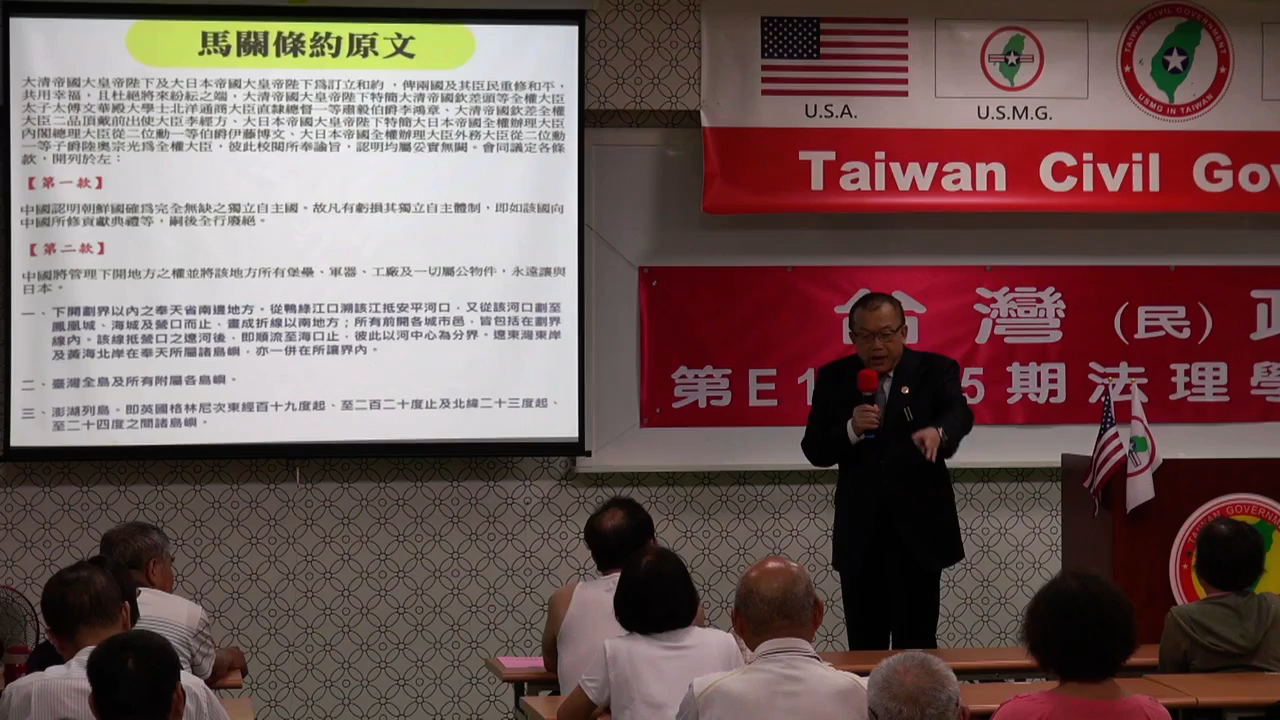 馬關條約原文
大清帝國大皇帝陛下及大日本帝國大皇帝陛下爲訂立和約，俾兩國及其臣民重修和平，
共用幸福，且杜絕將來紛紜之端，大清帝國大皇帝陛下特簡大清帝國欽差頭等全權大臣
太子太傅文華殿大學士北洋通商大臣直隸總督一等肅毅伯爵李鴻章，大清帝國欽差全權
大臣二品頂戴前出使大臣李經方、大日本帝國大皇帝陛下特簡大日本帝國全權辦理大臣
內閣總理大臣從二位勳一等伯爵伊藤博文、大日本帝國全權辦理大臣外務大臣從二位勳
一等子爵陸奧宗光爲全權大臣，彼此校閱所奉諭旨，認明均屬妥實無闕。會同議定各條
款，開列於左：
【第一款】
中國認明朝鮮國確爲完全無缺之獨立自主國。故凡有虧損其獨立自主體制，即如該國向
中國所修貢獻典禮等，嗣後全行廢絕。
【第二款】
中國將管理下開地方之權並將該地方所有堡壘、軍器、工廠及一切屬公物件，永遠讓與
日本。
一、下開劃界以內之奉天省南邊地方。從鴨綠江口溯該江抵安平河口，又從該河口劃至
鳳凰城、海城及營口而止，畫成折線以南地方；所有前開各城市邑，皆包括在劃界
線內。該線抵營口之遼河後，即順流至海口止，彼此以河中心為分界。遼東灣東岸
及黃海北岸在奉天所屬諸島嶼，亦一併在所讓界內。
二、臺灣全島及所有附屬各島嶼。
三、澎湖列島。即英國格林尼次東經百十九度起、至二百二十度止及北緯二十三度起、
至二十四度之間諸島嶼。
U.S.A.
U.S.M.G.
TAIWAN CIVIL GOVERNMENT
USMG IN TAIWAN
Taiwan Civil Gov
台灣（民）政
第E1 5期法理學
TAIWAN GOVERNM